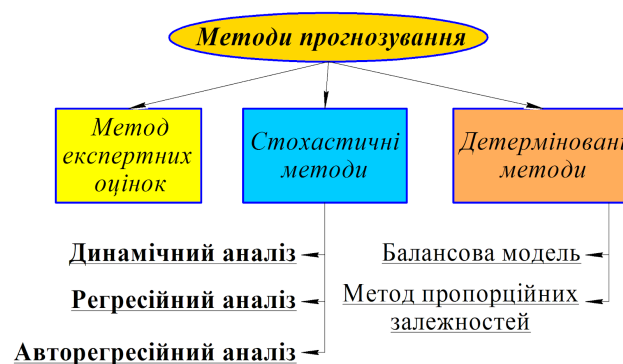 Методи прогнозування
Метод
експертних
оцінок
Стохастичні
методи
Детерміновані
методи
Динамічний аналіз
Регресійний аналіз
Авторегресійний аналіз
Балансова модель
Метод пропорційних
залежностей